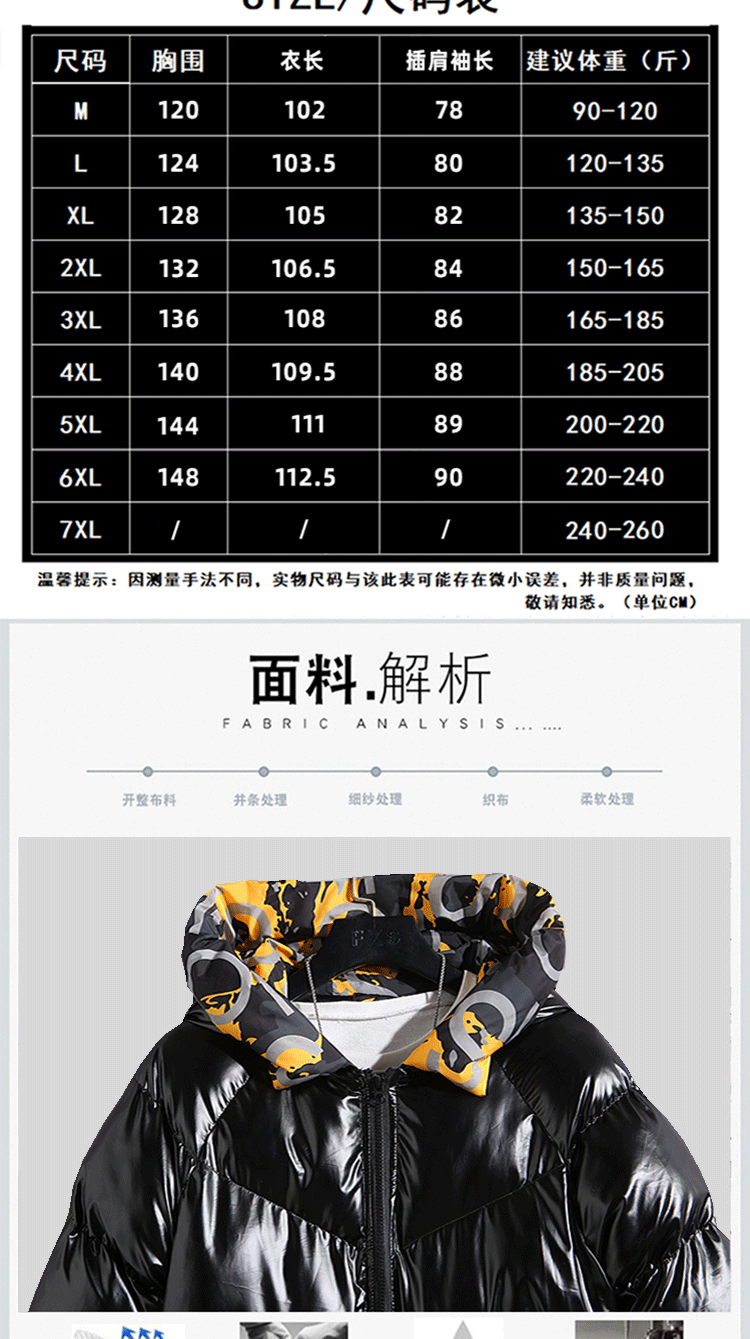 SIZE/尺码表
尺码 胸围 衣长 插肩袖长 建议体重（斤）
M 120 102 78 90-120
L 124 103.5 80 120-135
XL 128 105 82 135-150
2XL 132 106.5 84 150-165
3XL 136 108 86 165-185
4XL 140 109.5 88 185-205
5XL 144 111 89 200-220
6XL 148 112.5 90 220-240
7XL / / / 240-260
温馨提示：因测量手法不同，实物尺码与该此表可能存在微小误差，并非质量问题，
敬请知悉。（单位CM）
面料.解析
FABRIC ANALYSIS... ....
开整布料 井条处理 细纱处理 织布 柔软处理
FXS